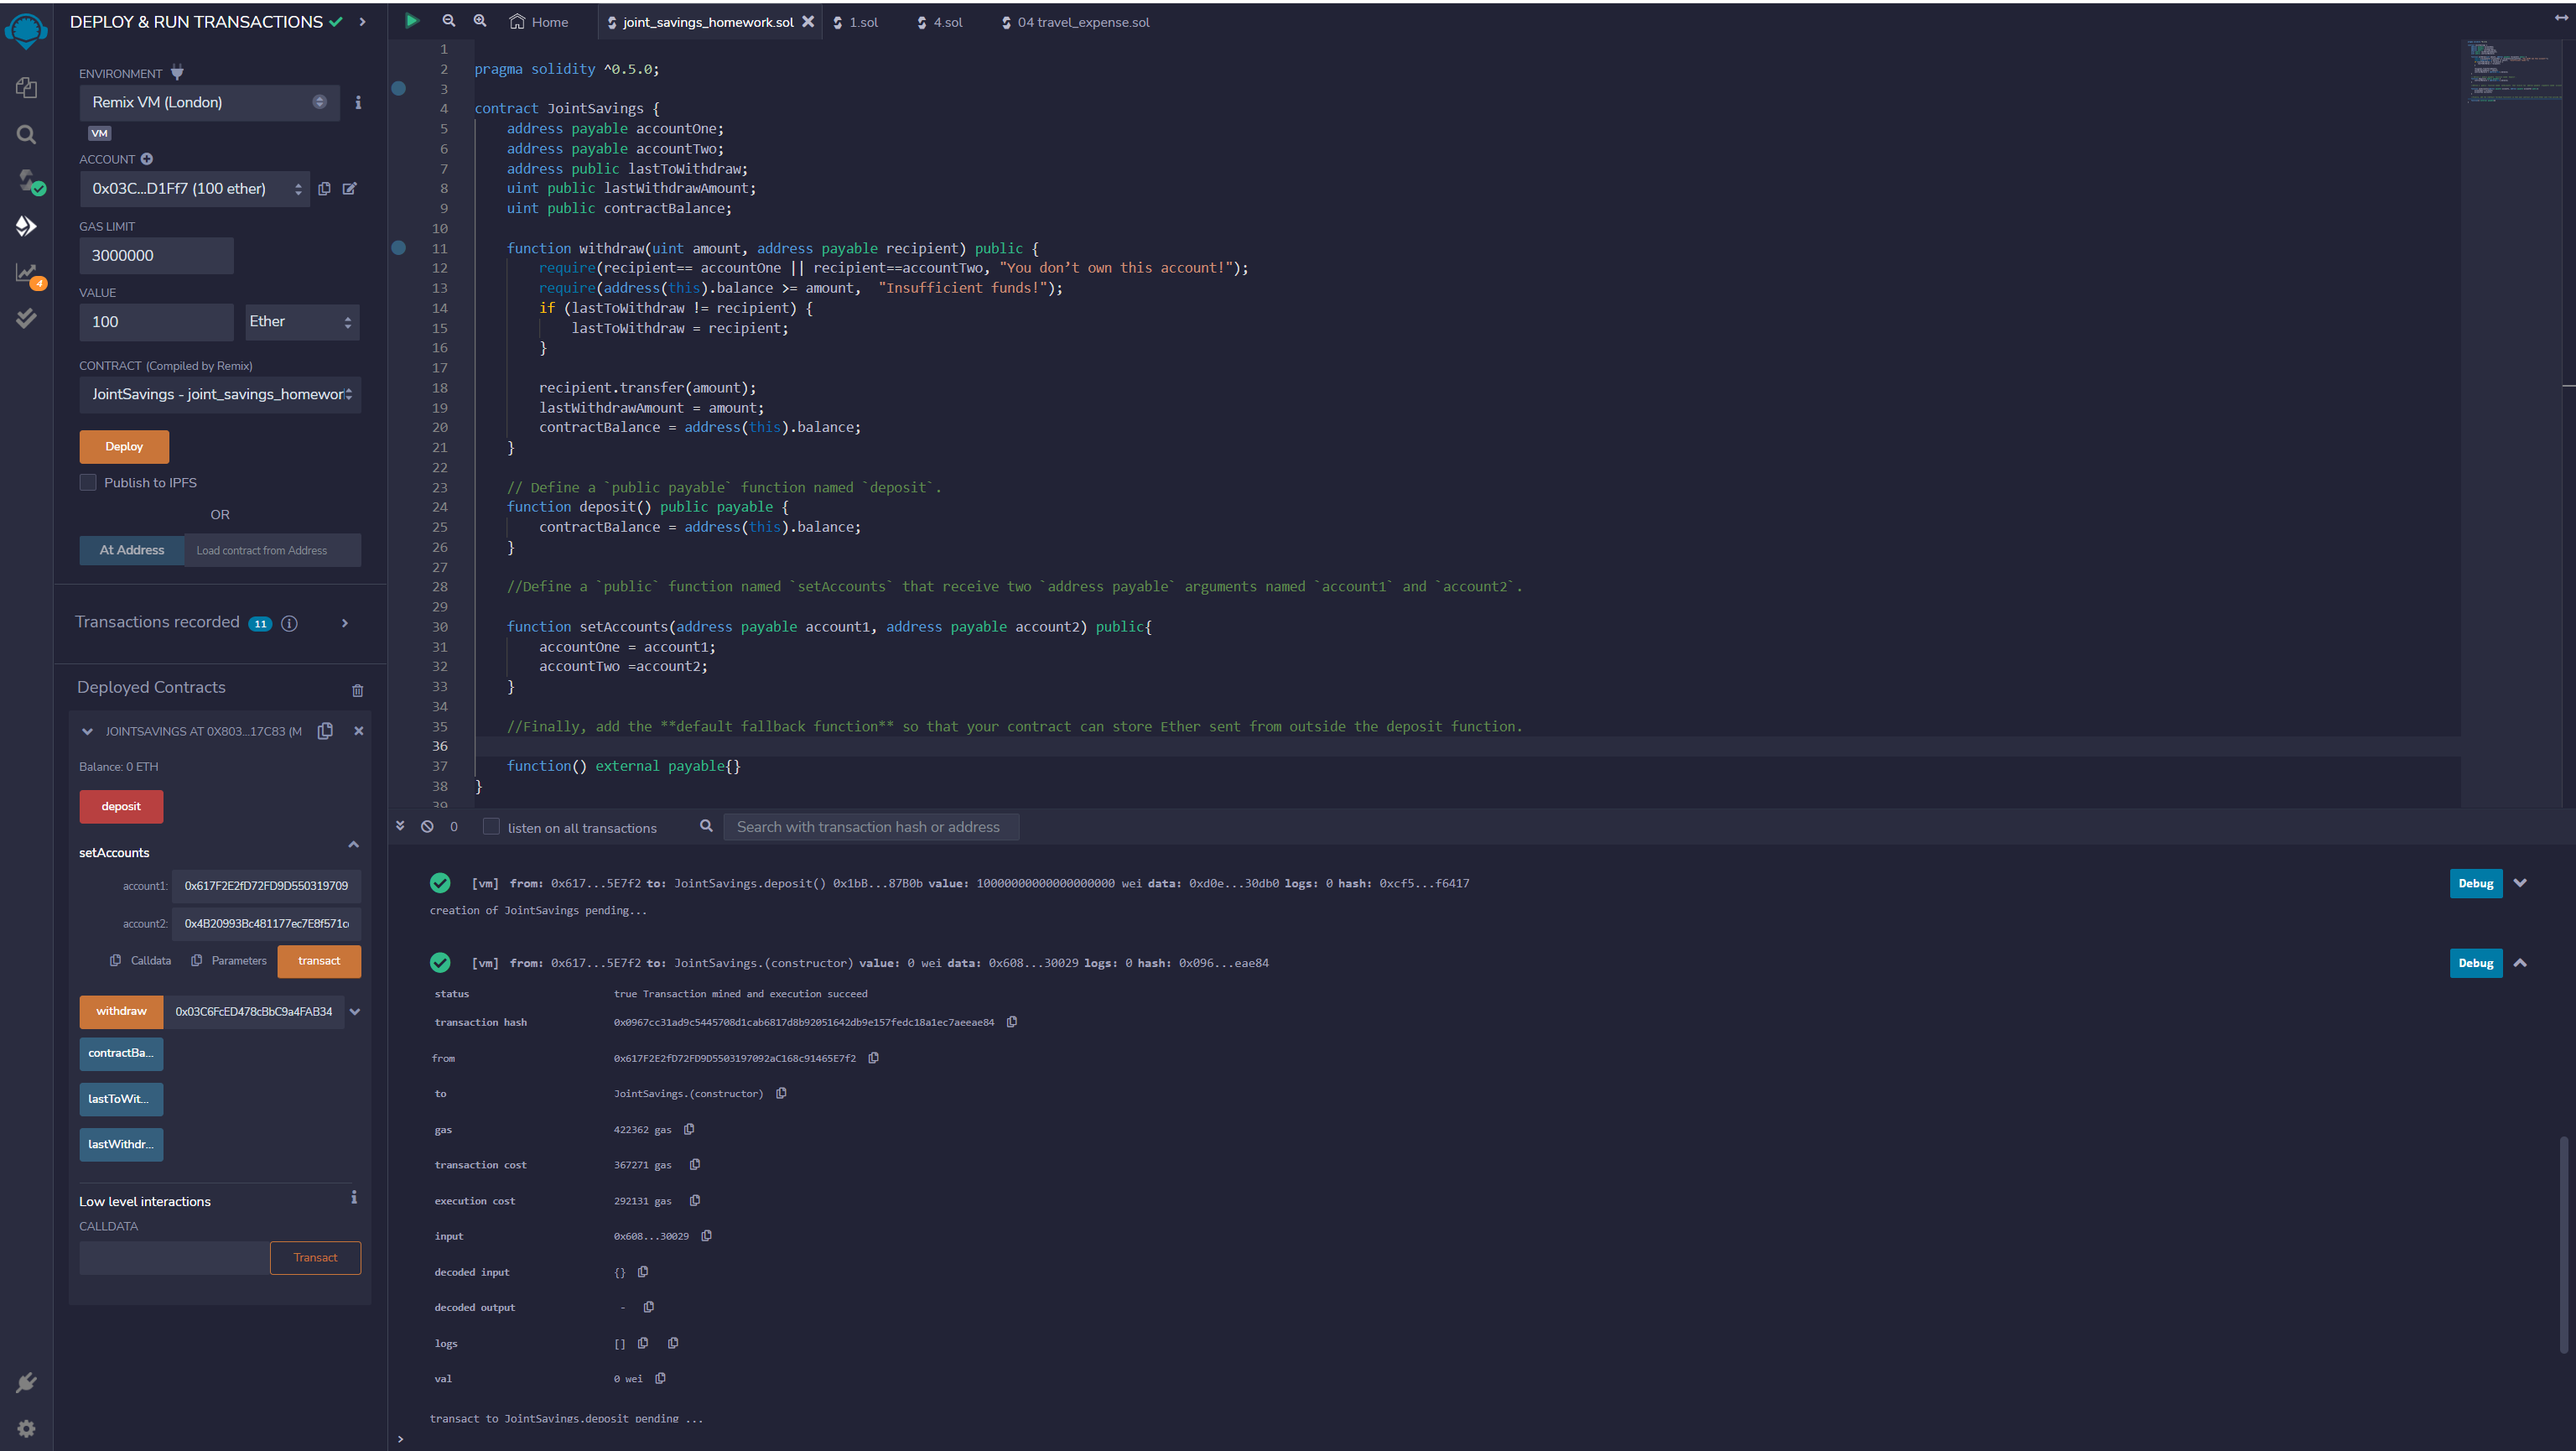 DEPLOY & RUN TRANSACTIONS
ENVIRONMENT
Remix VM (London)
VM
ACCOUNT
0x03C...D1Ff7 (100 ether)
GAS LIMIT
3000000
VALUE
100
Ether
CONTRACT (Compiled by Remix)
JointSavings - joint_savings_homewor
Deploy
Publish to IPFS
OR
At Address
Load contract from Address
Transactions recorded 11
Deployed Contracts
JOINTSAVINGS AT 0X803...17C83 (M
Balance: 0 ETH
deposit
setAccounts
account1: 0x617F2E2fD72FD9D550319709
account2: 0x4B20993Bc481177ec7E8f571c
Calldata Parameters transact
withdraw 0x03C6FcED478cBbC9a4FAB34
contractBa...
lastToWit...
lastWithdr...
Low level interactions
CALLDATA
Transact
4
Home joint_savings_homework.sol 1.sol 4.sol 04 travel_expense.sol
1
2 pragma solidity ^0.5.0;
3
4 contract JointSavings {
5 address payable accountOne;
6 address payable accountTwo;
7 address public lastToWithdraw;
8 uint public lastWithdrawAmount;
9 uint public contractBalance;
10
11 function withdraw(uint amount, address payable recipient) public {
12 require(recipient== accountOne || recipient==accountTwo, "You don’t own this account!");
13 require(address(this).balance >= amount,  "Insufficient funds!");
14 if (lastToWithdraw != recipient) {
15 lastToWithdraw = recipient;
16 }
17
18 recipient.transfer(amount);
19 lastWithdrawAmount = amount;
20 contractBalance = address(this).balance;
21 }
22
23 // Define a `public payable` function named `deposit`.
24 function deposit() public payable {
25 contractBalance = address(this).balance;
26 }
27
28 //Define a `public` function named `setAccounts` that receive two `address payable` arguments named `account1` and `account2`.
29
30 function setAccounts(address payable account1, address payable account2) public{
31 accountOne = account1;
32 accountTwo =account2;
33 }
34
35 //Finally, add the **default fallback function** so that your contract can store Ether sent from outside the deposit function.
36
37 function() external payable{}
38 }
39
0 listen on all transactions Search with transaction hash or address
[vm] from: 0x617...5E7f2 to: JointSavings.deposit() 0x1bB...87B0b value: 10000000000000000000 wei data: 0xd0e...30db0 logs: 0 hash: 0xcf5...f6417 Debug
creation of JointSavings pending...
[vm] from: 0x617...5E7f2 to: JointSavings.(constructor) value: 0 wei data: 0x608...30029 logs: 0 hash: 0x096...eae84 Debug
status true Transaction mined and execution succeed
transaction hash 0x0967cc31ad9c5445708d1cab6817d8b92051642db9e157fedc18a1ec7aeeae84
from 0x617F2E2fD72FD9D5503197092aC168c91465E7f2
to JointSavings.(constructor)
gas 422362 gas
transaction cost 367271 gas
execution cost 292131 gas
input 0x608...30029
decoded input {}
decoded output -
logs []
val 0 wei
transact to JointSavings.deposit pending ...
>